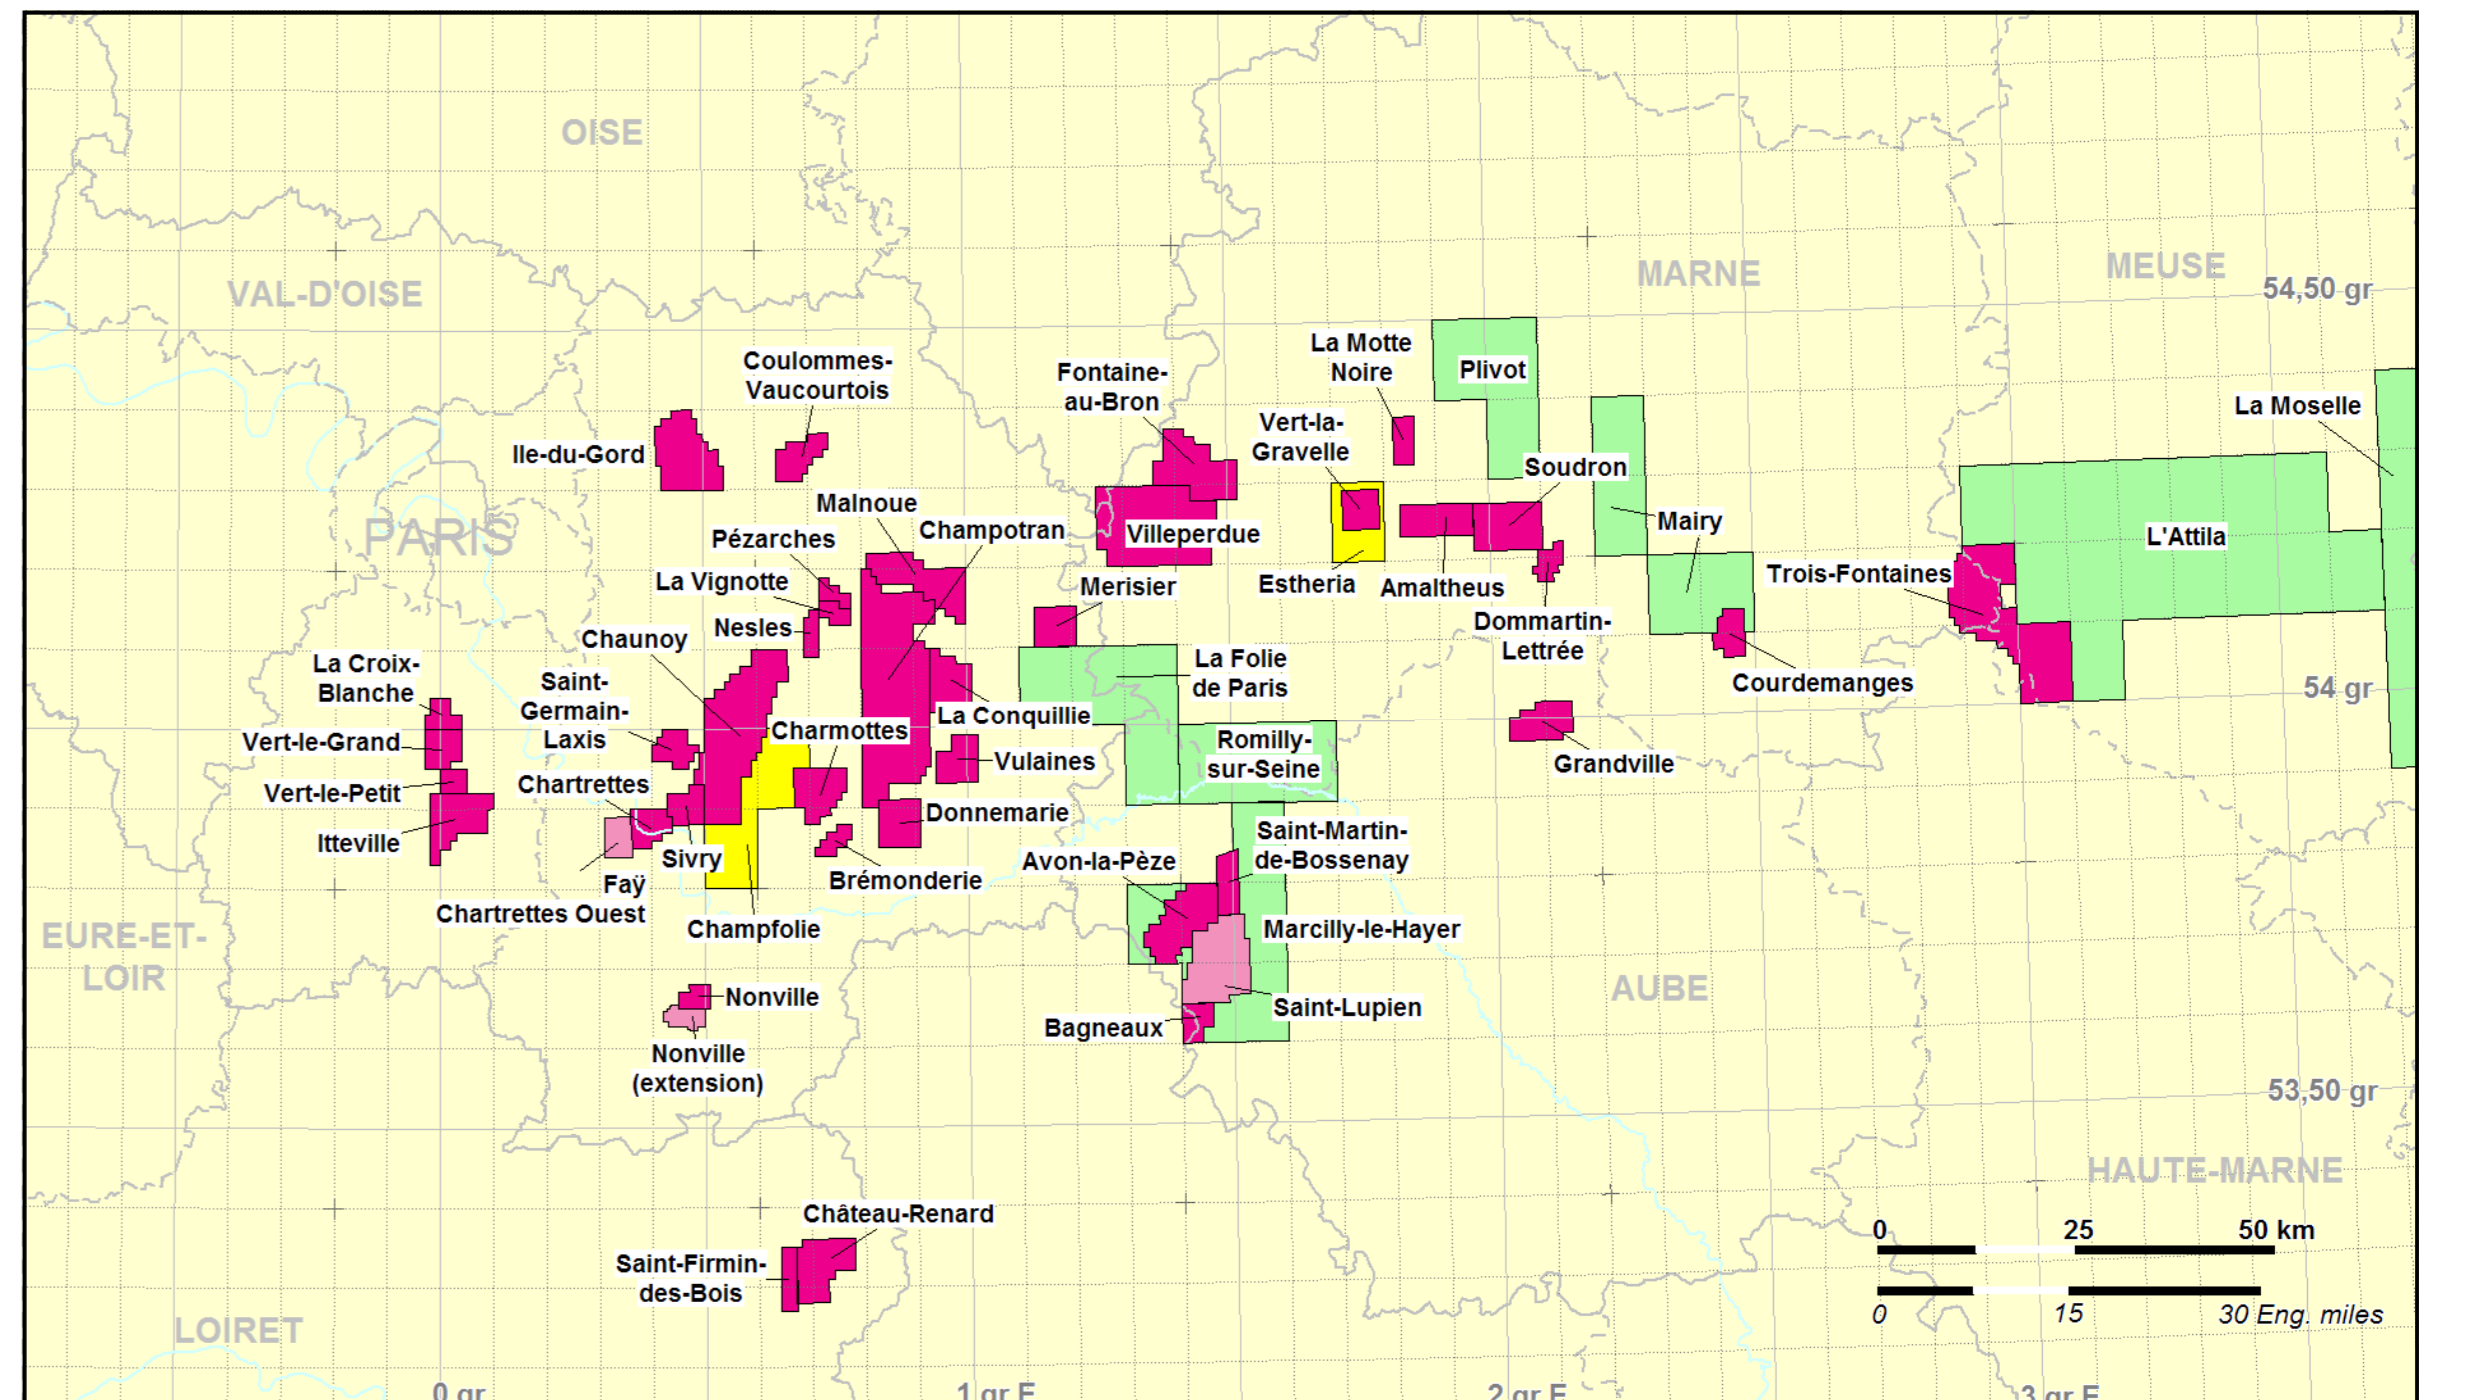 OISE
VAL-D'OISE
MARNE
MEUSE
54,50 gr
La Motte
Noire
Coulommes-
Vaucourtois
Fontaine-
au-Bron
Plivot
La Moselle
Vert-la-
Gravelle
Ile-du-Gord
Soudron
Malnoue
Champotran
PARIS
Pézarches
Villeperdue
Mairy
L'Attila
La Vignotte
Merisier
Estheria
Amaltheus
Trois-Fontaines
Nesles
Dommartin-
Lettrée
Chaunoy
La Croix-
Blanche
Saint-
Germain-
Laxis
La Folie
de Paris
Courdemanges
54 gr
La Conquillie
Charmottes
Vert-le-Grand
Romilly-
sur-Seine
Vulaines
Grandville
Chartrettes
Vert-le-Petit
Donnemarie
Itteville
Saint-Martin-
de-Bossenay
Sivry
Avon-la-Pèze
Brémonderie
Faÿ
Chartrettes Ouest
Champfolie
Marcilly-le-Hayer
EURE-ET-
LOIR
AUBE
Nonville
Saint-Lupien
Bagneaux
Nonville
(extension)
53,50 gr
HAUTE-MARNE
Château-Renard
0 25 50 km
Saint-Firmin-
des-Bois
0 15 30 Eng. miles
LOIRET
0 gr
1 gr E
2 gr E
3 gr E